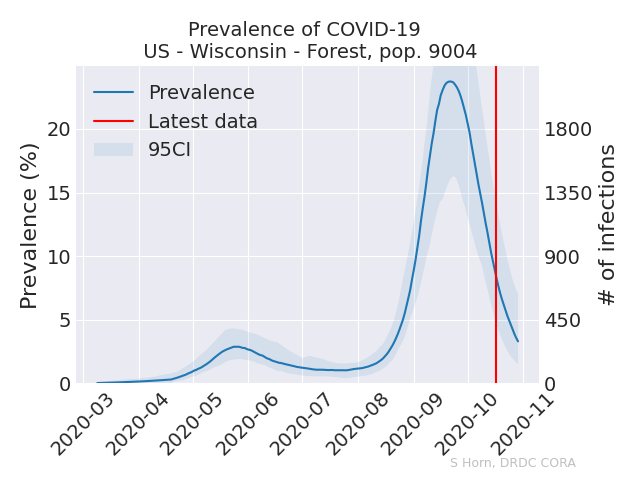 Prevalence of COVID-19
US - Wisconsin - Forest, pop. 9004
Prevalence
Latest data
95CI
Prevalence (%)
20
15
10
5
0
1800
1350
900
450
0
# of infections
2020-03
2020-04
2020-05
2020-06
2020-07
2020-08
2020-09
2020-10
2020-11
S Horn, DRDC CORA